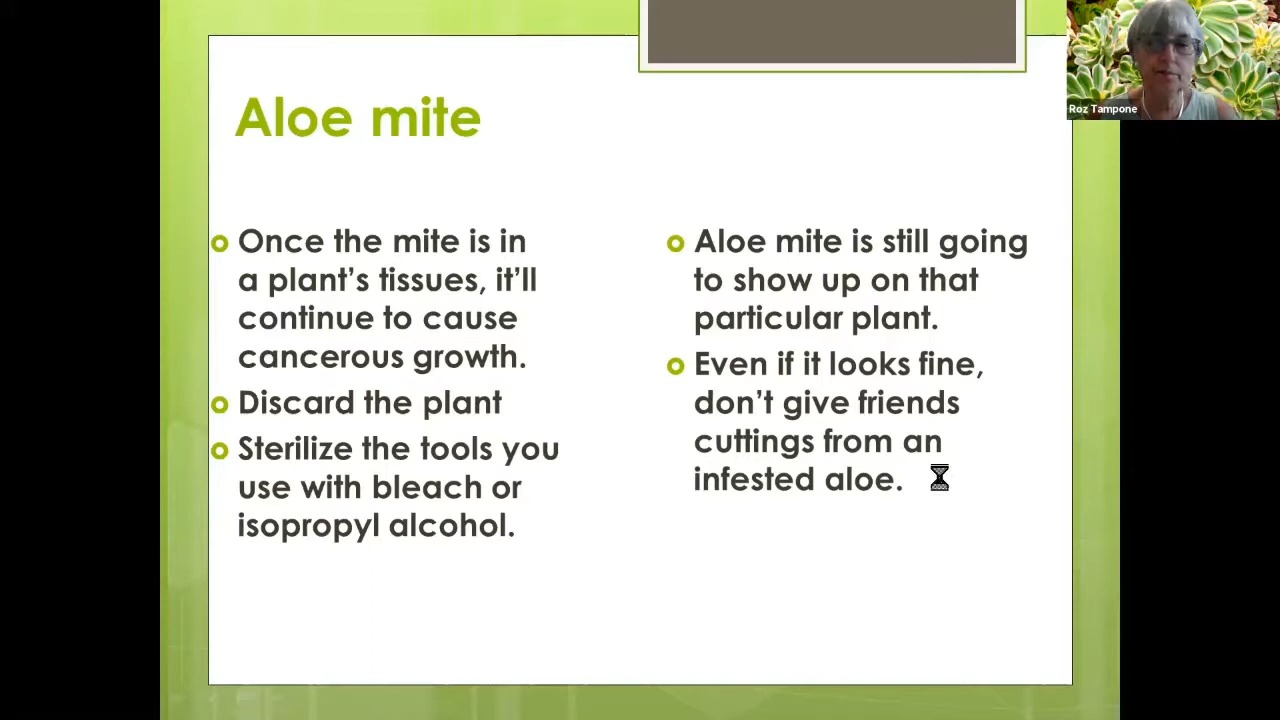 Aloe mite
Once the mite is in
a plant’s tissues, it’ll
continue to cause
cancerous growth.
Discard the plant
Sterilize the tools you
use with bleach or
isopropyl alcohol.
Aloe mite is still going
to show up on that
particular plant.
Even if it looks fine,
don’t give friends
cuttings from an
infested aloe.
Roz Tampone